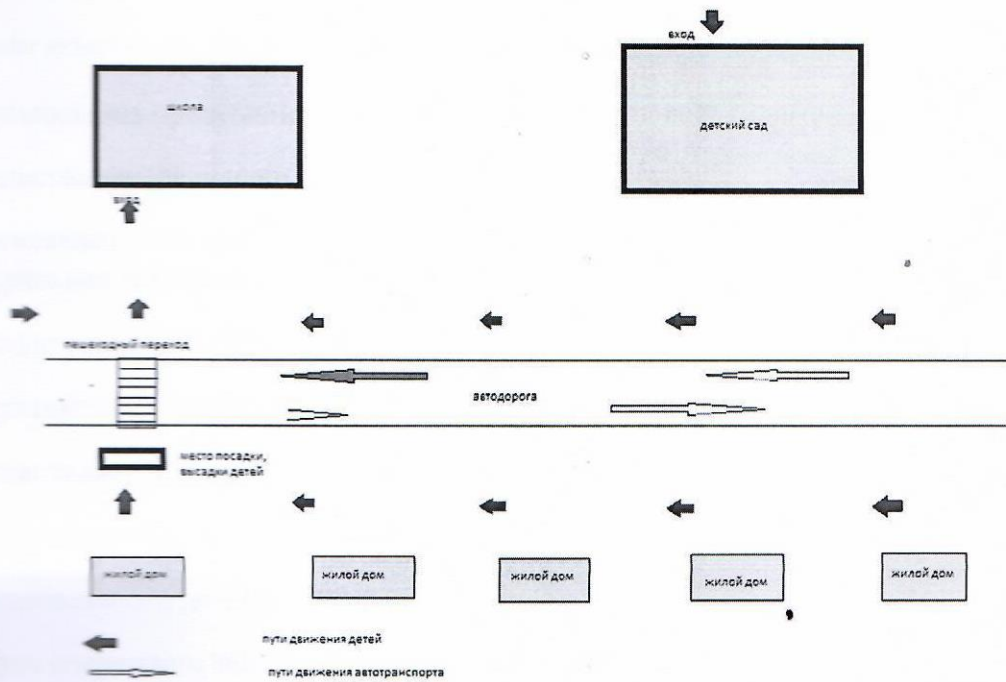 вход
школа
детский сад
вход
пешеходный переход
автодорога
место посадки,
высадки детей
жилой дом
жилой дом
жилой дом
жилой дом
жилой дом
пути движения детей
пути движения автотранспорта